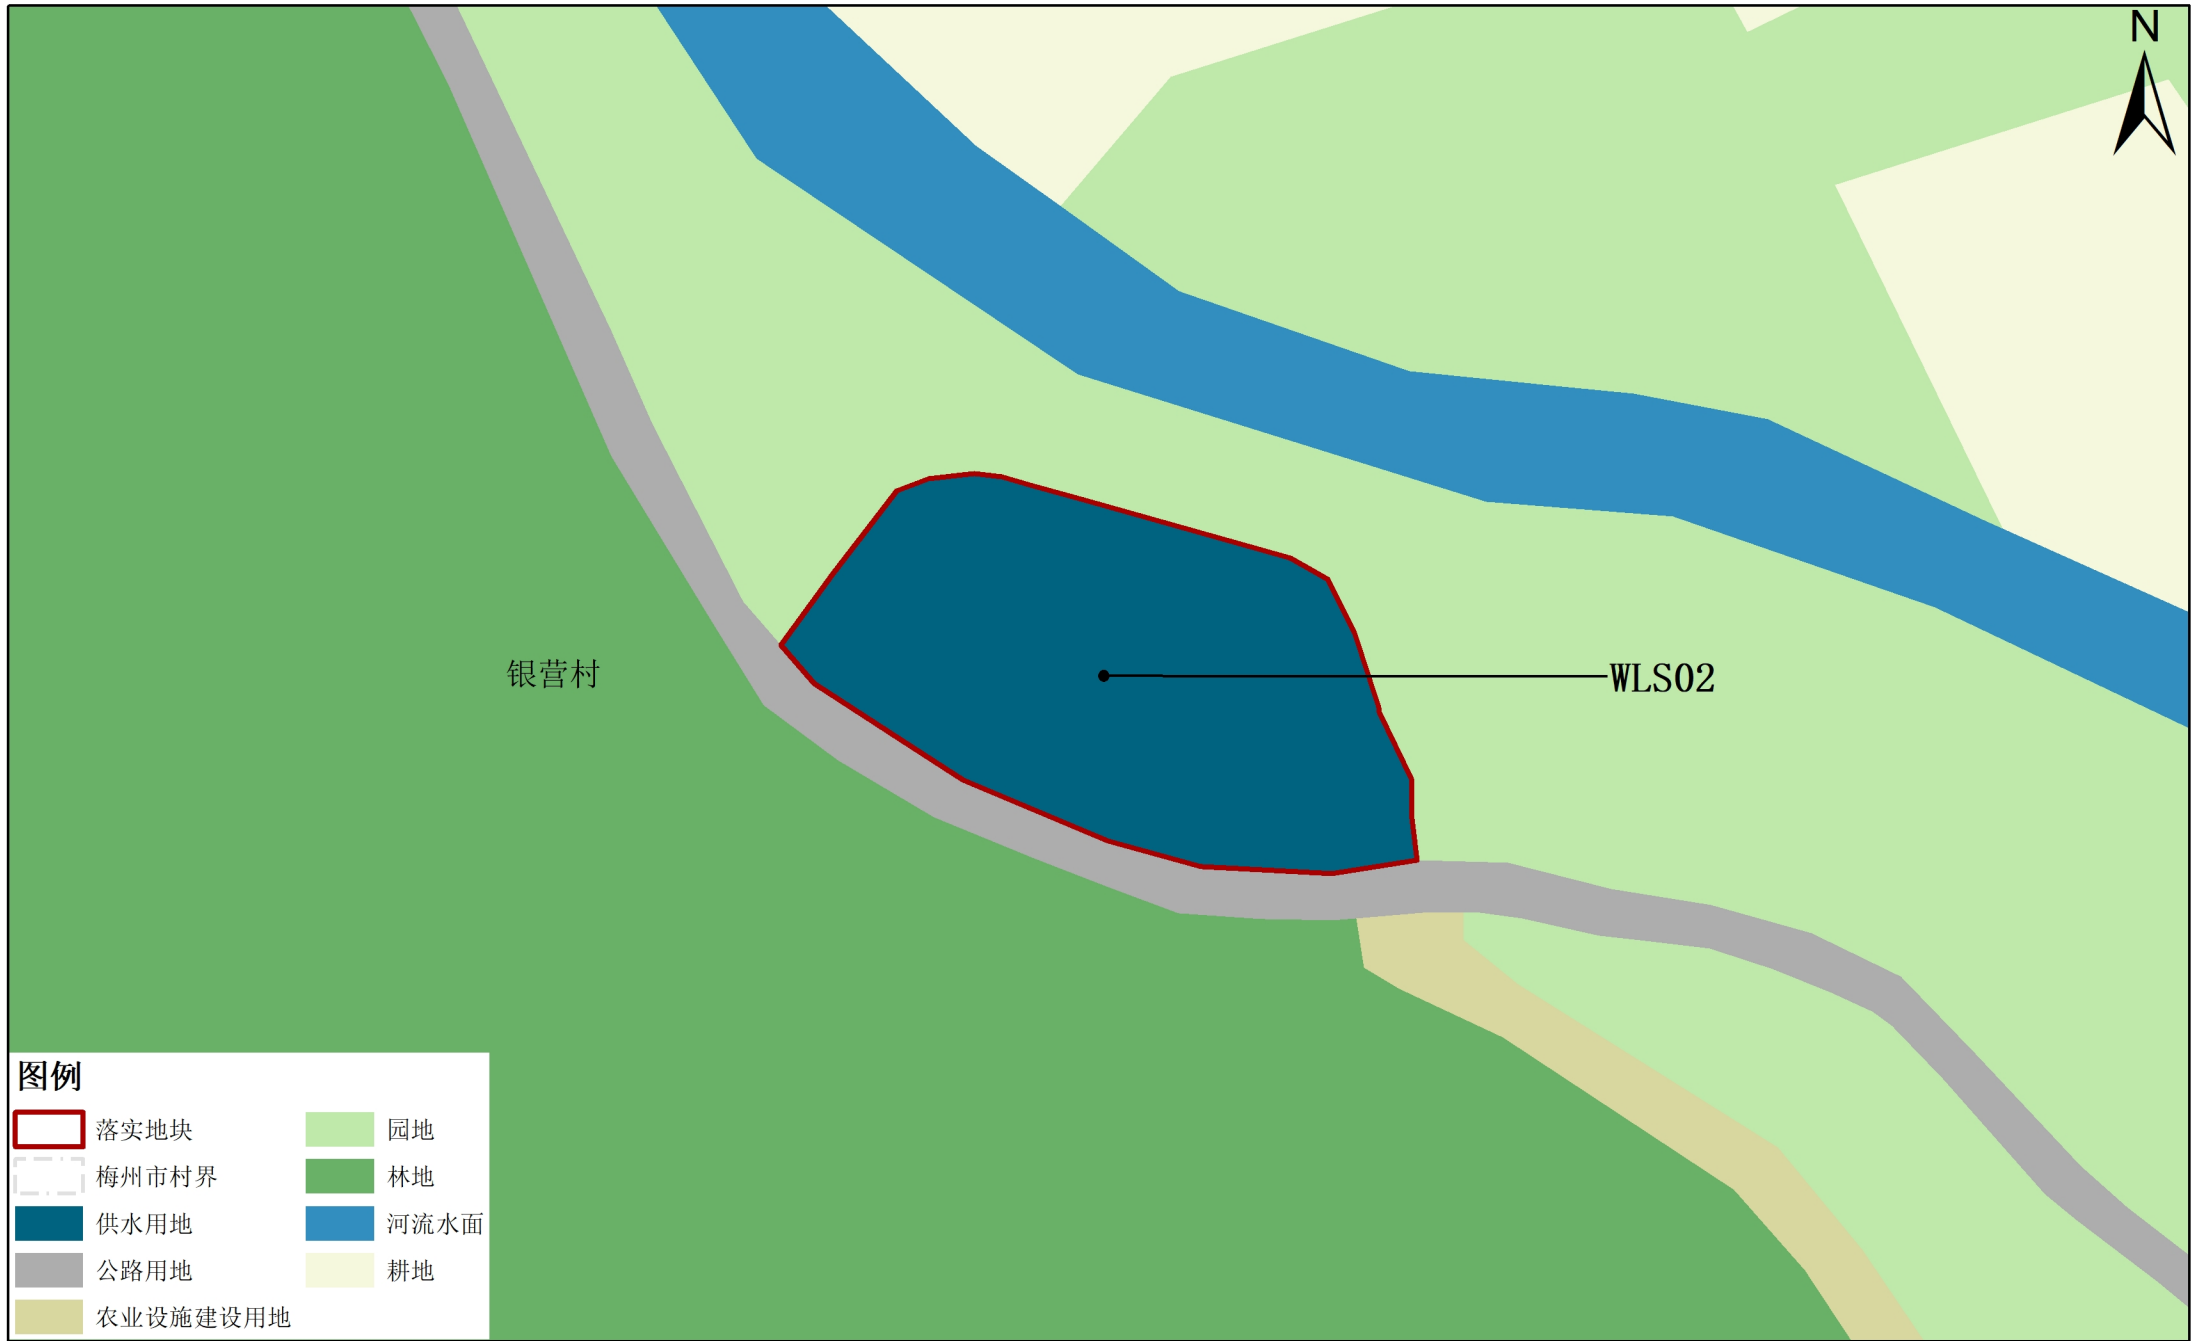 N
银营村
WLS02
图例
落实地块
梅州市村界
供水用地
公路用地
农业设施建设用地
园地
林地
河流水面
耕地